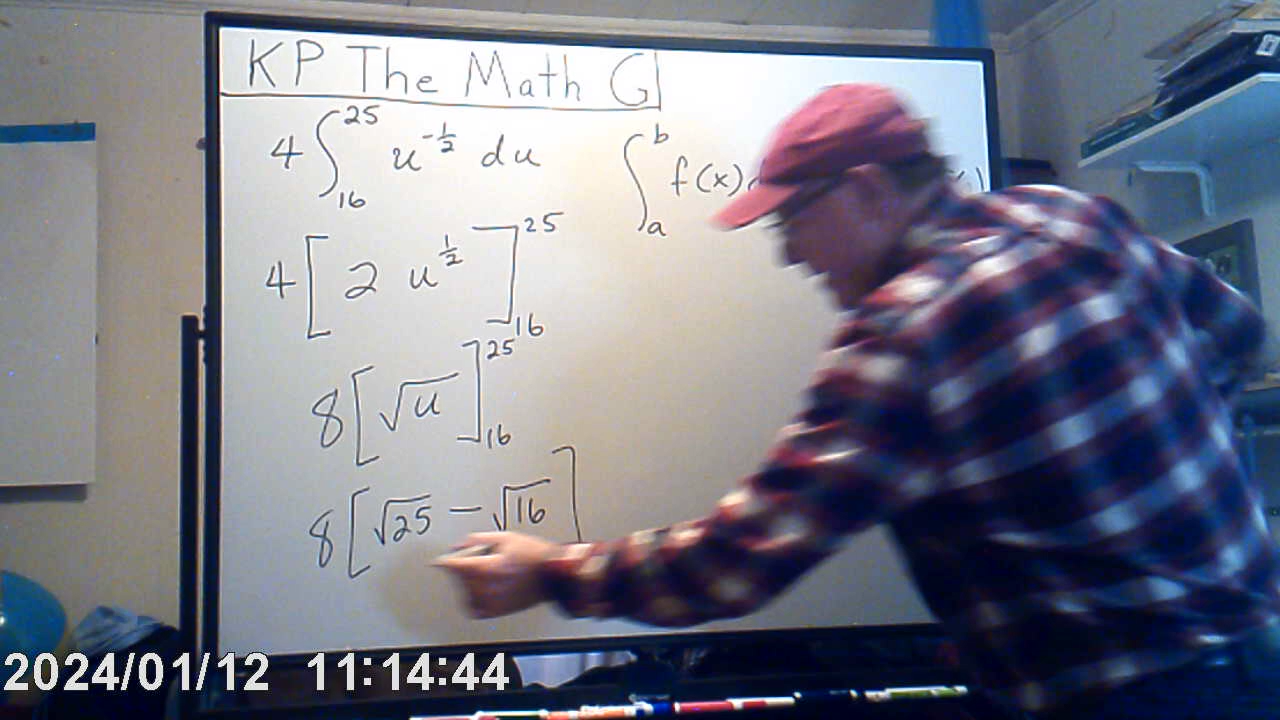 KP The Math G
4 ∫₁₆²⁵ u^(-1/2) du
∫ₐᵇ f(x)
4 [ 2 u^(1/2) ]₁₆²⁵
8 [ √u ]₁₆²⁵
8 [ √25 − √16 ]
2024/01/12 11:14:44